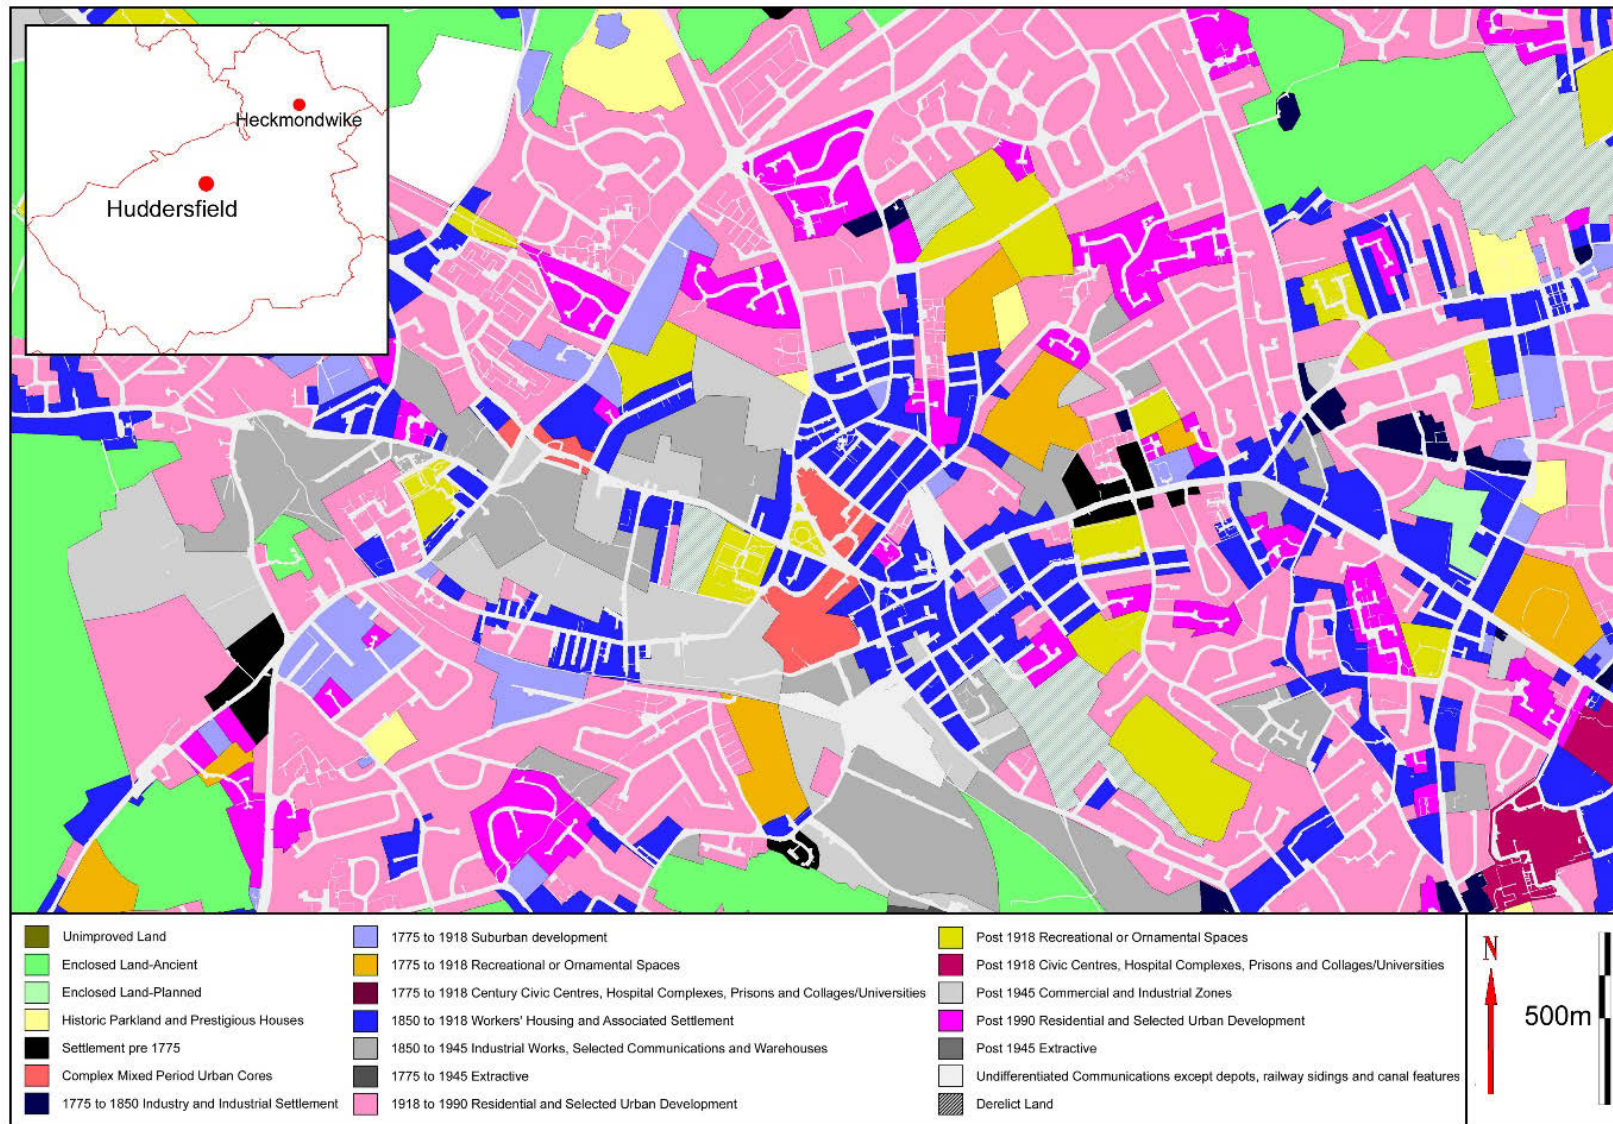 Heckmondwike
Huddersfield
Unimproved Land
Enclosed Land-Ancient
Enclosed Land-Planned
Historic Parkland and Prestigious Houses
Settlement pre 1775
Complex Mixed Period Urban Cores
1775 to 1850 Industry and Industrial Settlement
1775 to 1918 Suburban development
1775 to 1918 Recreational or Ornamental Spaces
1775 to 1918 Century Civic Centres, Hospital Complexes, Prisons and Collages/Universities
1850 to 1918 Workers' Housing and Associated Settlement
1850 to 1945 Industrial Works, Selected Communications and Warehouses
1775 to 1945 Extractive
1918 to 1990 Residential and Selected Urban Development
Post 1918 Recreational or Ornamental Spaces
Post 1918 Civic Centres, Hospital Complexes, Prisons and Collages/Universities
Post 1945 Commercial and Industrial Zones
Post 1990 Residential and Selected Urban Development
Post 1945 Extractive
Undifferentiated Communications except depots, railway sidings and canal features
Derelict Land
N
500m